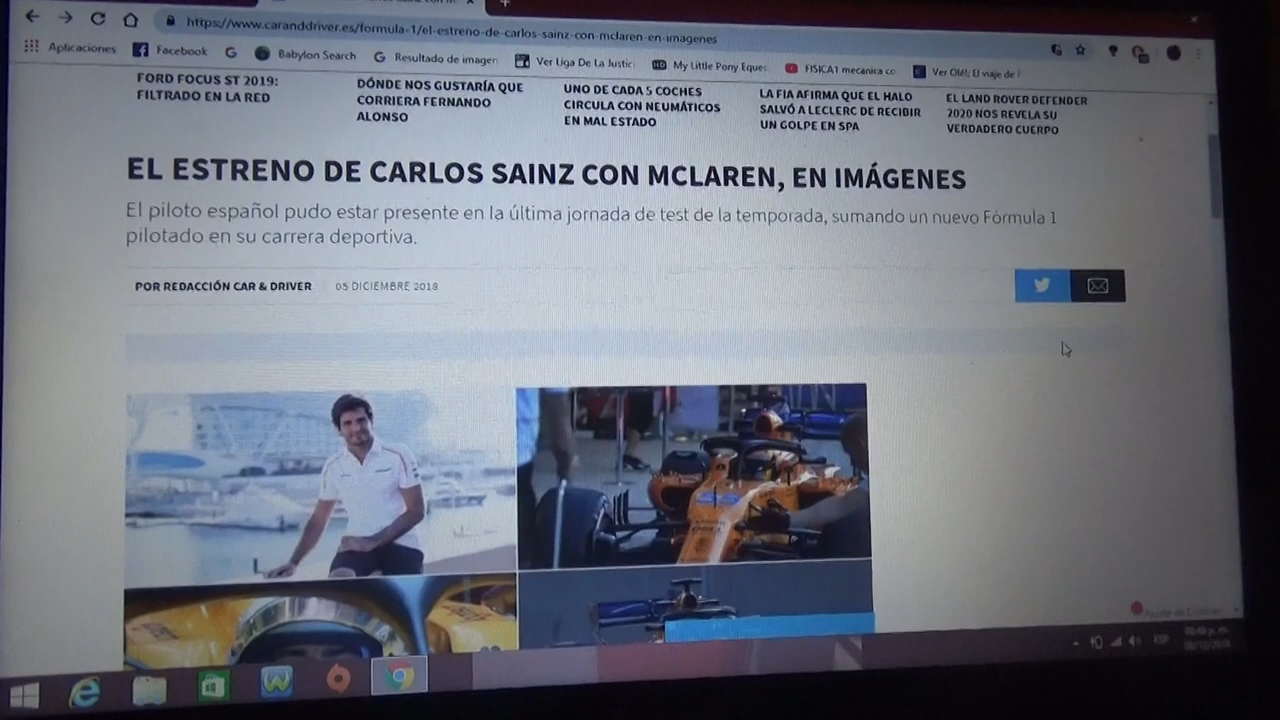 https://www.caranddriver.es/formula-1/el-estreno-de-carlos-sainz-con-mclaren-en-imagenes
Aplicaciones Facebook Babylon Search Resultado de imagen Ver Liga De La Justici My Little Pony Eques FISICA1 mecanica co Ver Olé!, El viaje de
FORD FOCUS ST 2019:
FILTRADO EN LA RED
DÓNDE NOS GUSTARÍA QUE
CORRIERA FERNANDO
ALONSO
UNO DE CADA 5 COCHES
CIRCULA CON NEUMÁTICOS
EN MAL ESTADO
LA FIA AFIRMA QUE EL HALO
SALVÓ A LECLERC DE RECIBIR
UN GOLPE EN SPA
EL LAND ROVER DEFENDER
2020 NOS REVELA SU
VERDADERO CUERPO
EL ESTRENO DE CARLOS SAINZ CON MCLAREN, EN IMÁGENES
El piloto español pudo estar presente en la última jornada de test de la temporada, sumando un nuevo Fórmula 1
pilotado en su carrera deportiva.
POR REDACCIÓN CAR & DRIVER 05 DICIEMBRE 2018
ESP